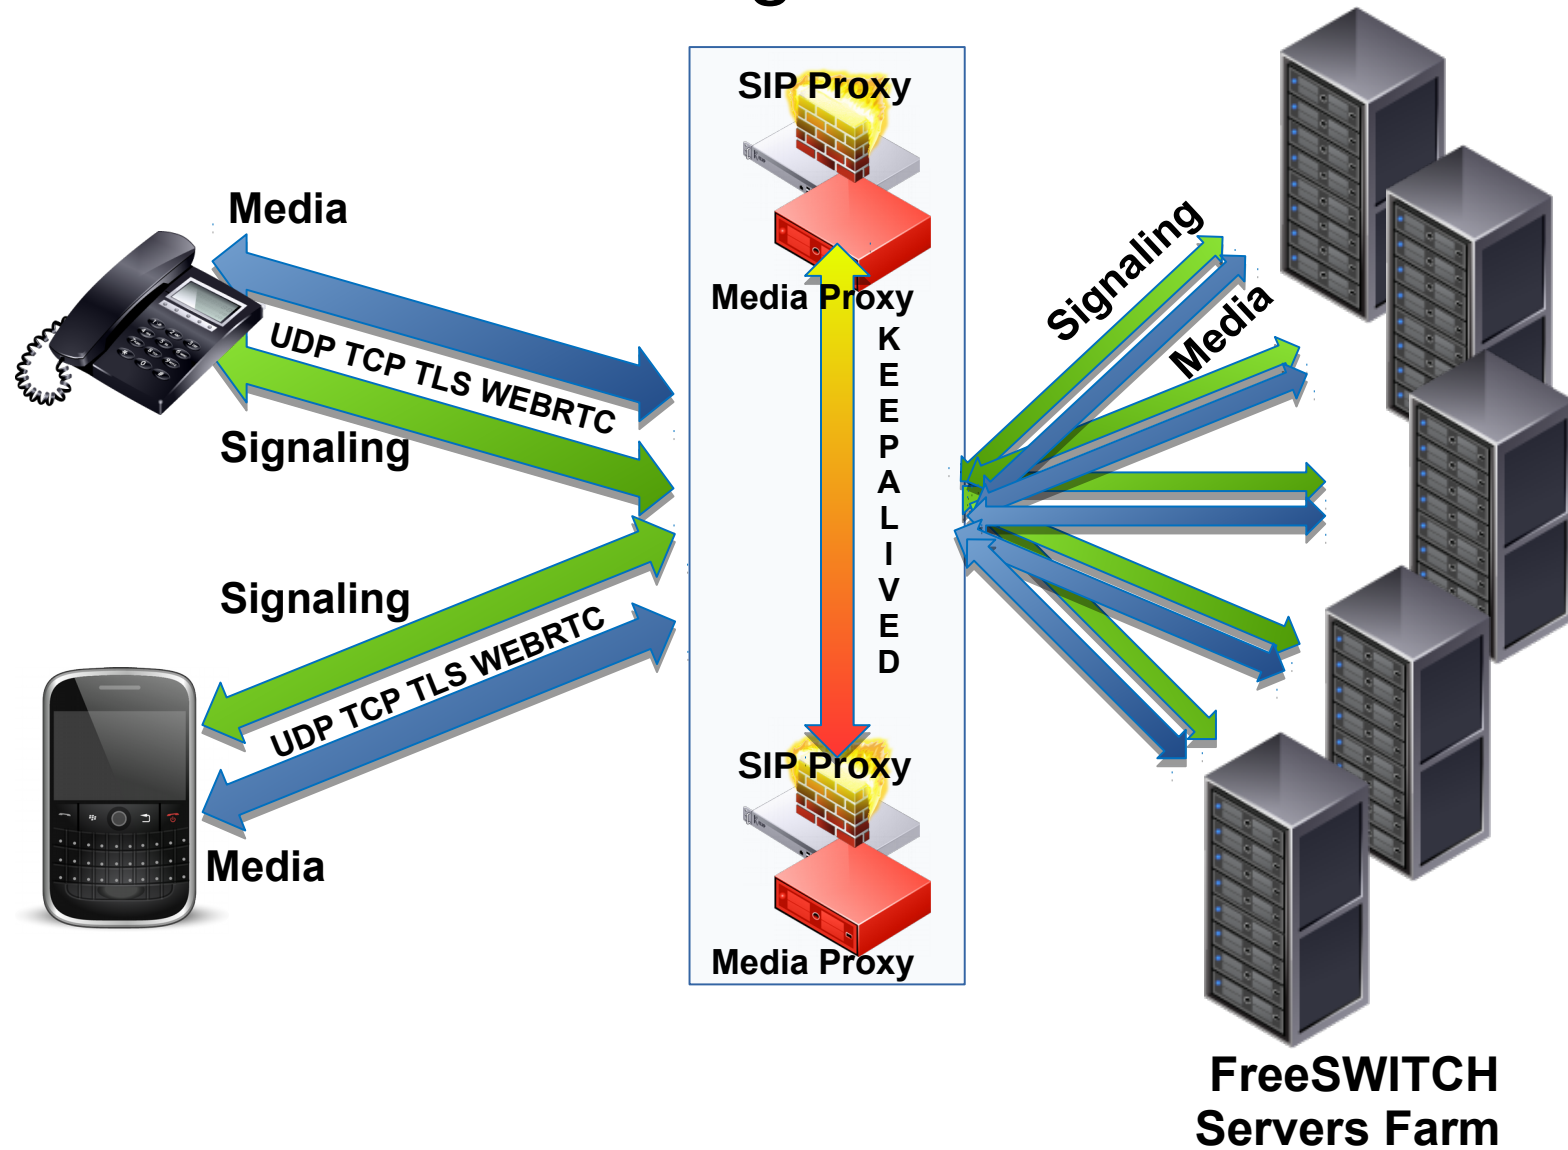 SIP Proxy
Media Proxy
Media
UDP TCP TLS WEBRTC
Signaling
Signaling
UDP TCP TLS WEBRTC
Media
K
E
E
P
A
L
I
V
E
D
Signaling
Media
SIP Proxy
Media Proxy
FreeSWITCH
Servers Farm